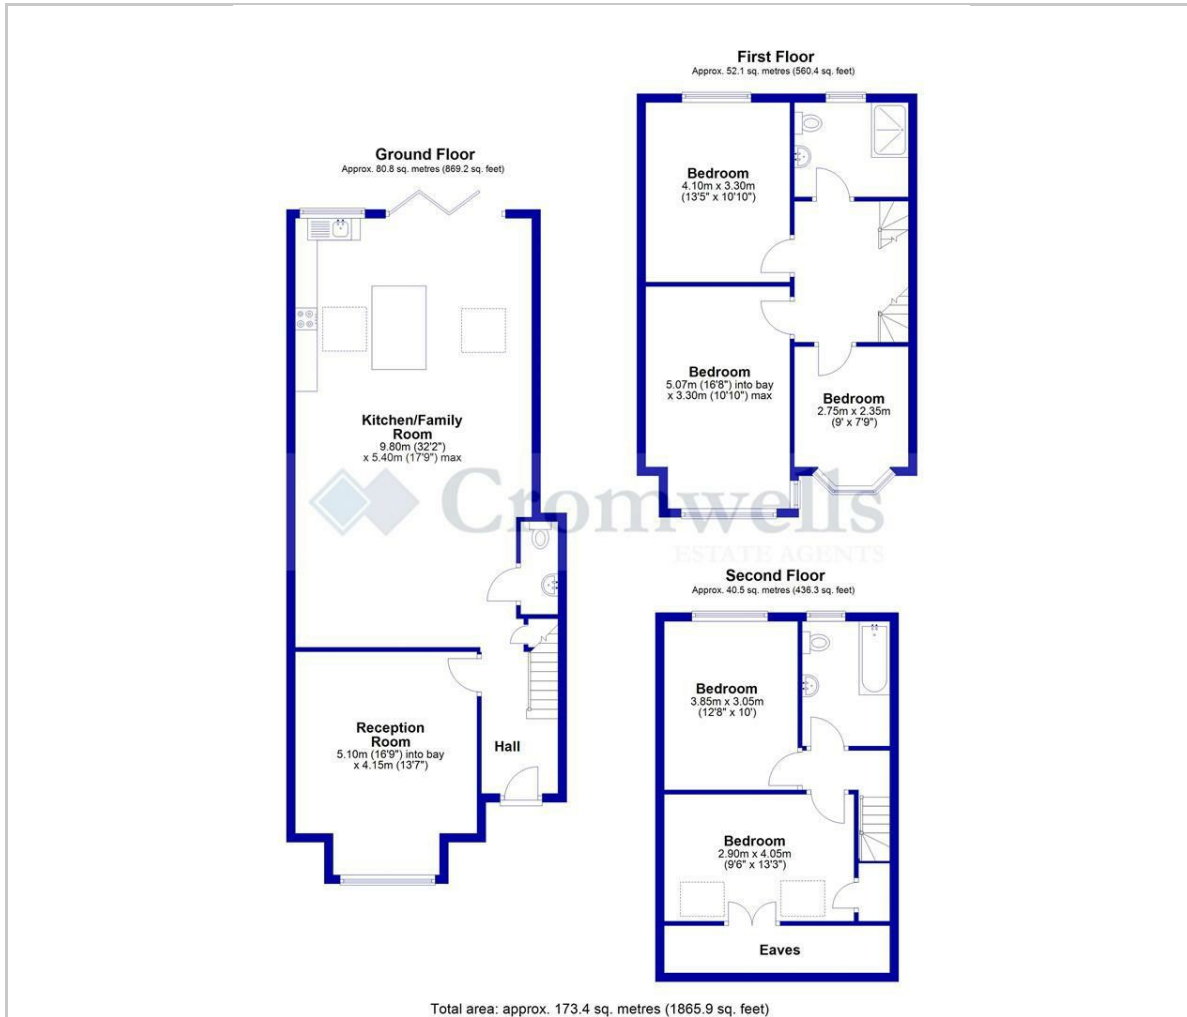 First Floor
Approx. 52.1 sq. metres (560.4 sq. feet)
Bedroom
4.10m x 3.30m
(13'5" x 10'10")
Bedroom
5.07m (16'8") into bay
x 3.30m (10'10") max
Bedroom
2.75m x 2.35m
(9' x 7'9")
Ground Floor
Approx. 80.8 sq. metres (869.2 sq. feet)
Kitchen/Family
Room
9.80m (32'2")
x 5.40m (17'9") max
Reception
Room
5.10m (16'9") into bay
x 4.15m (13'7")
Hall
Cromwells
ESTATE AGENTS
Second Floor
Approx. 40.5 sq. metres (436.3 sq. feet)
Bedroom
3.85m x 3.05m
(12'8" x 10')
Bedroom
2.90m x 4.05m
(9'6" x 13'3")
Eaves
Total area: approx. 173.4 sq. metres (1865.9 sq. feet)